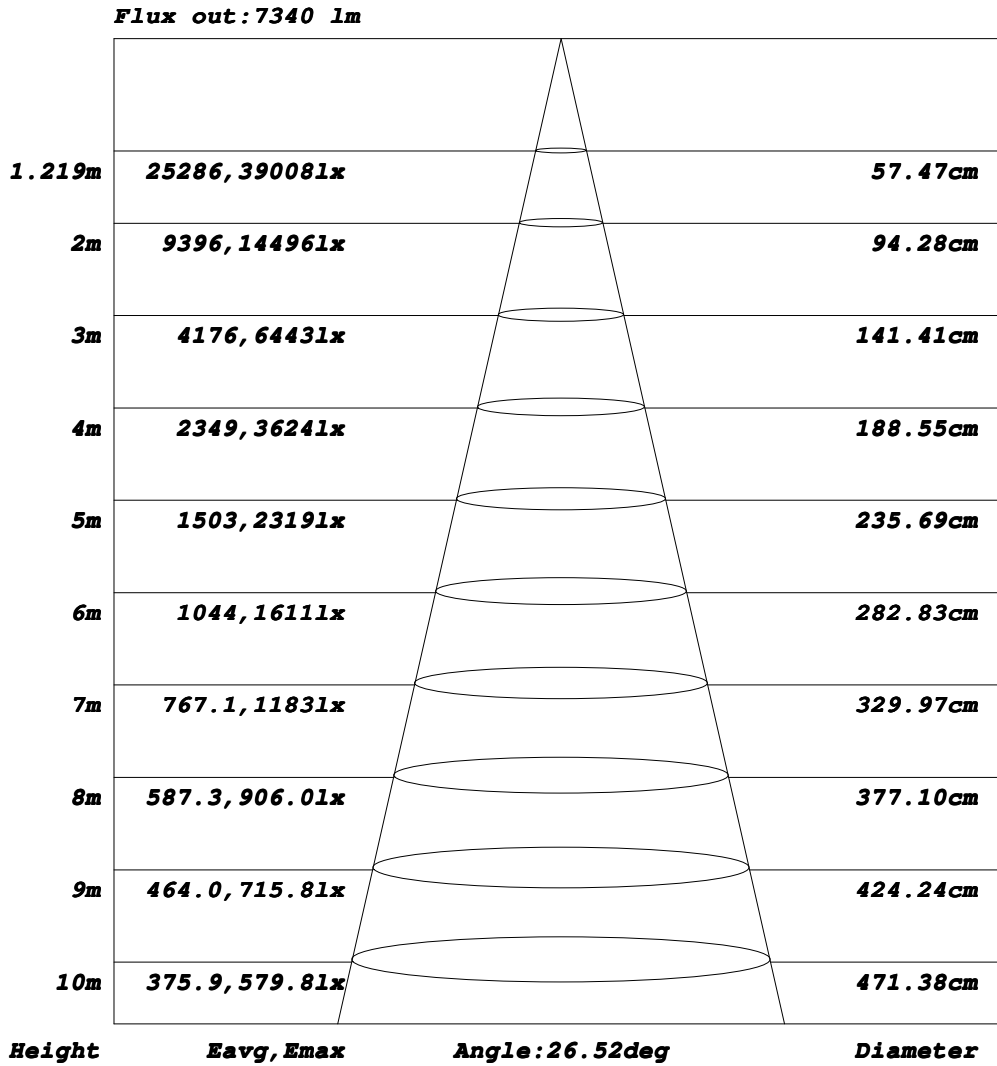 Flux out:7340 lm
1.219m 25286,39008lx 57.47cm
2m 9396,14496lx 94.28cm
3m 4176,6443lx 141.41cm
4m 2349,3624lx 188.55cm
5m 1503,2319lx 235.69cm
6m 1044,1611lx 282.83cm
7m 767.1,1183lx 329.97cm
8m 587.3,906.0lx 377.10cm
9m 464.0,715.8lx 424.24cm
10m 375.9,579.8lx 471.38cm
Height Eavg,Emax Angle:26.52deg Diameter